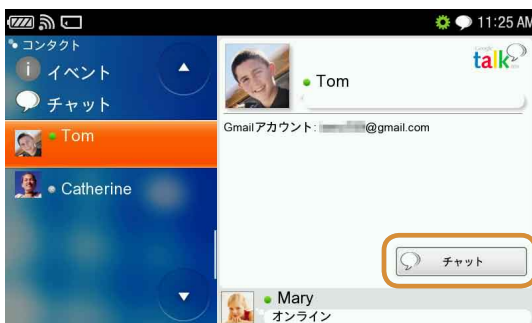 11:25 AM
コンタクト
i イベント
チャット
Tom
Catherine
talk
Tom
Gmailアカウント:
@gmail.com
チャット
Mary
オンライン